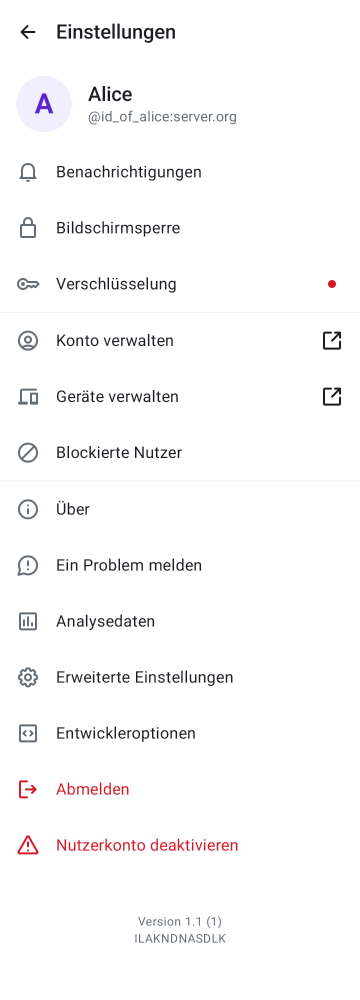 Einstellungen
A
Alice
@id_of_alice:server.org
Benachrichtigungen
Bildschirmsperre
Verschlüsselung
Konto verwalten
Geräte verwalten
Blockierte Nutzer
Über
Ein Problem melden
Analysedaten
Erweiterte Einstellungen
Entwickleroptionen
Abmelden
Nutzerkonto deaktivieren
Version 1.1 (1)
ILAKNDNASDLK